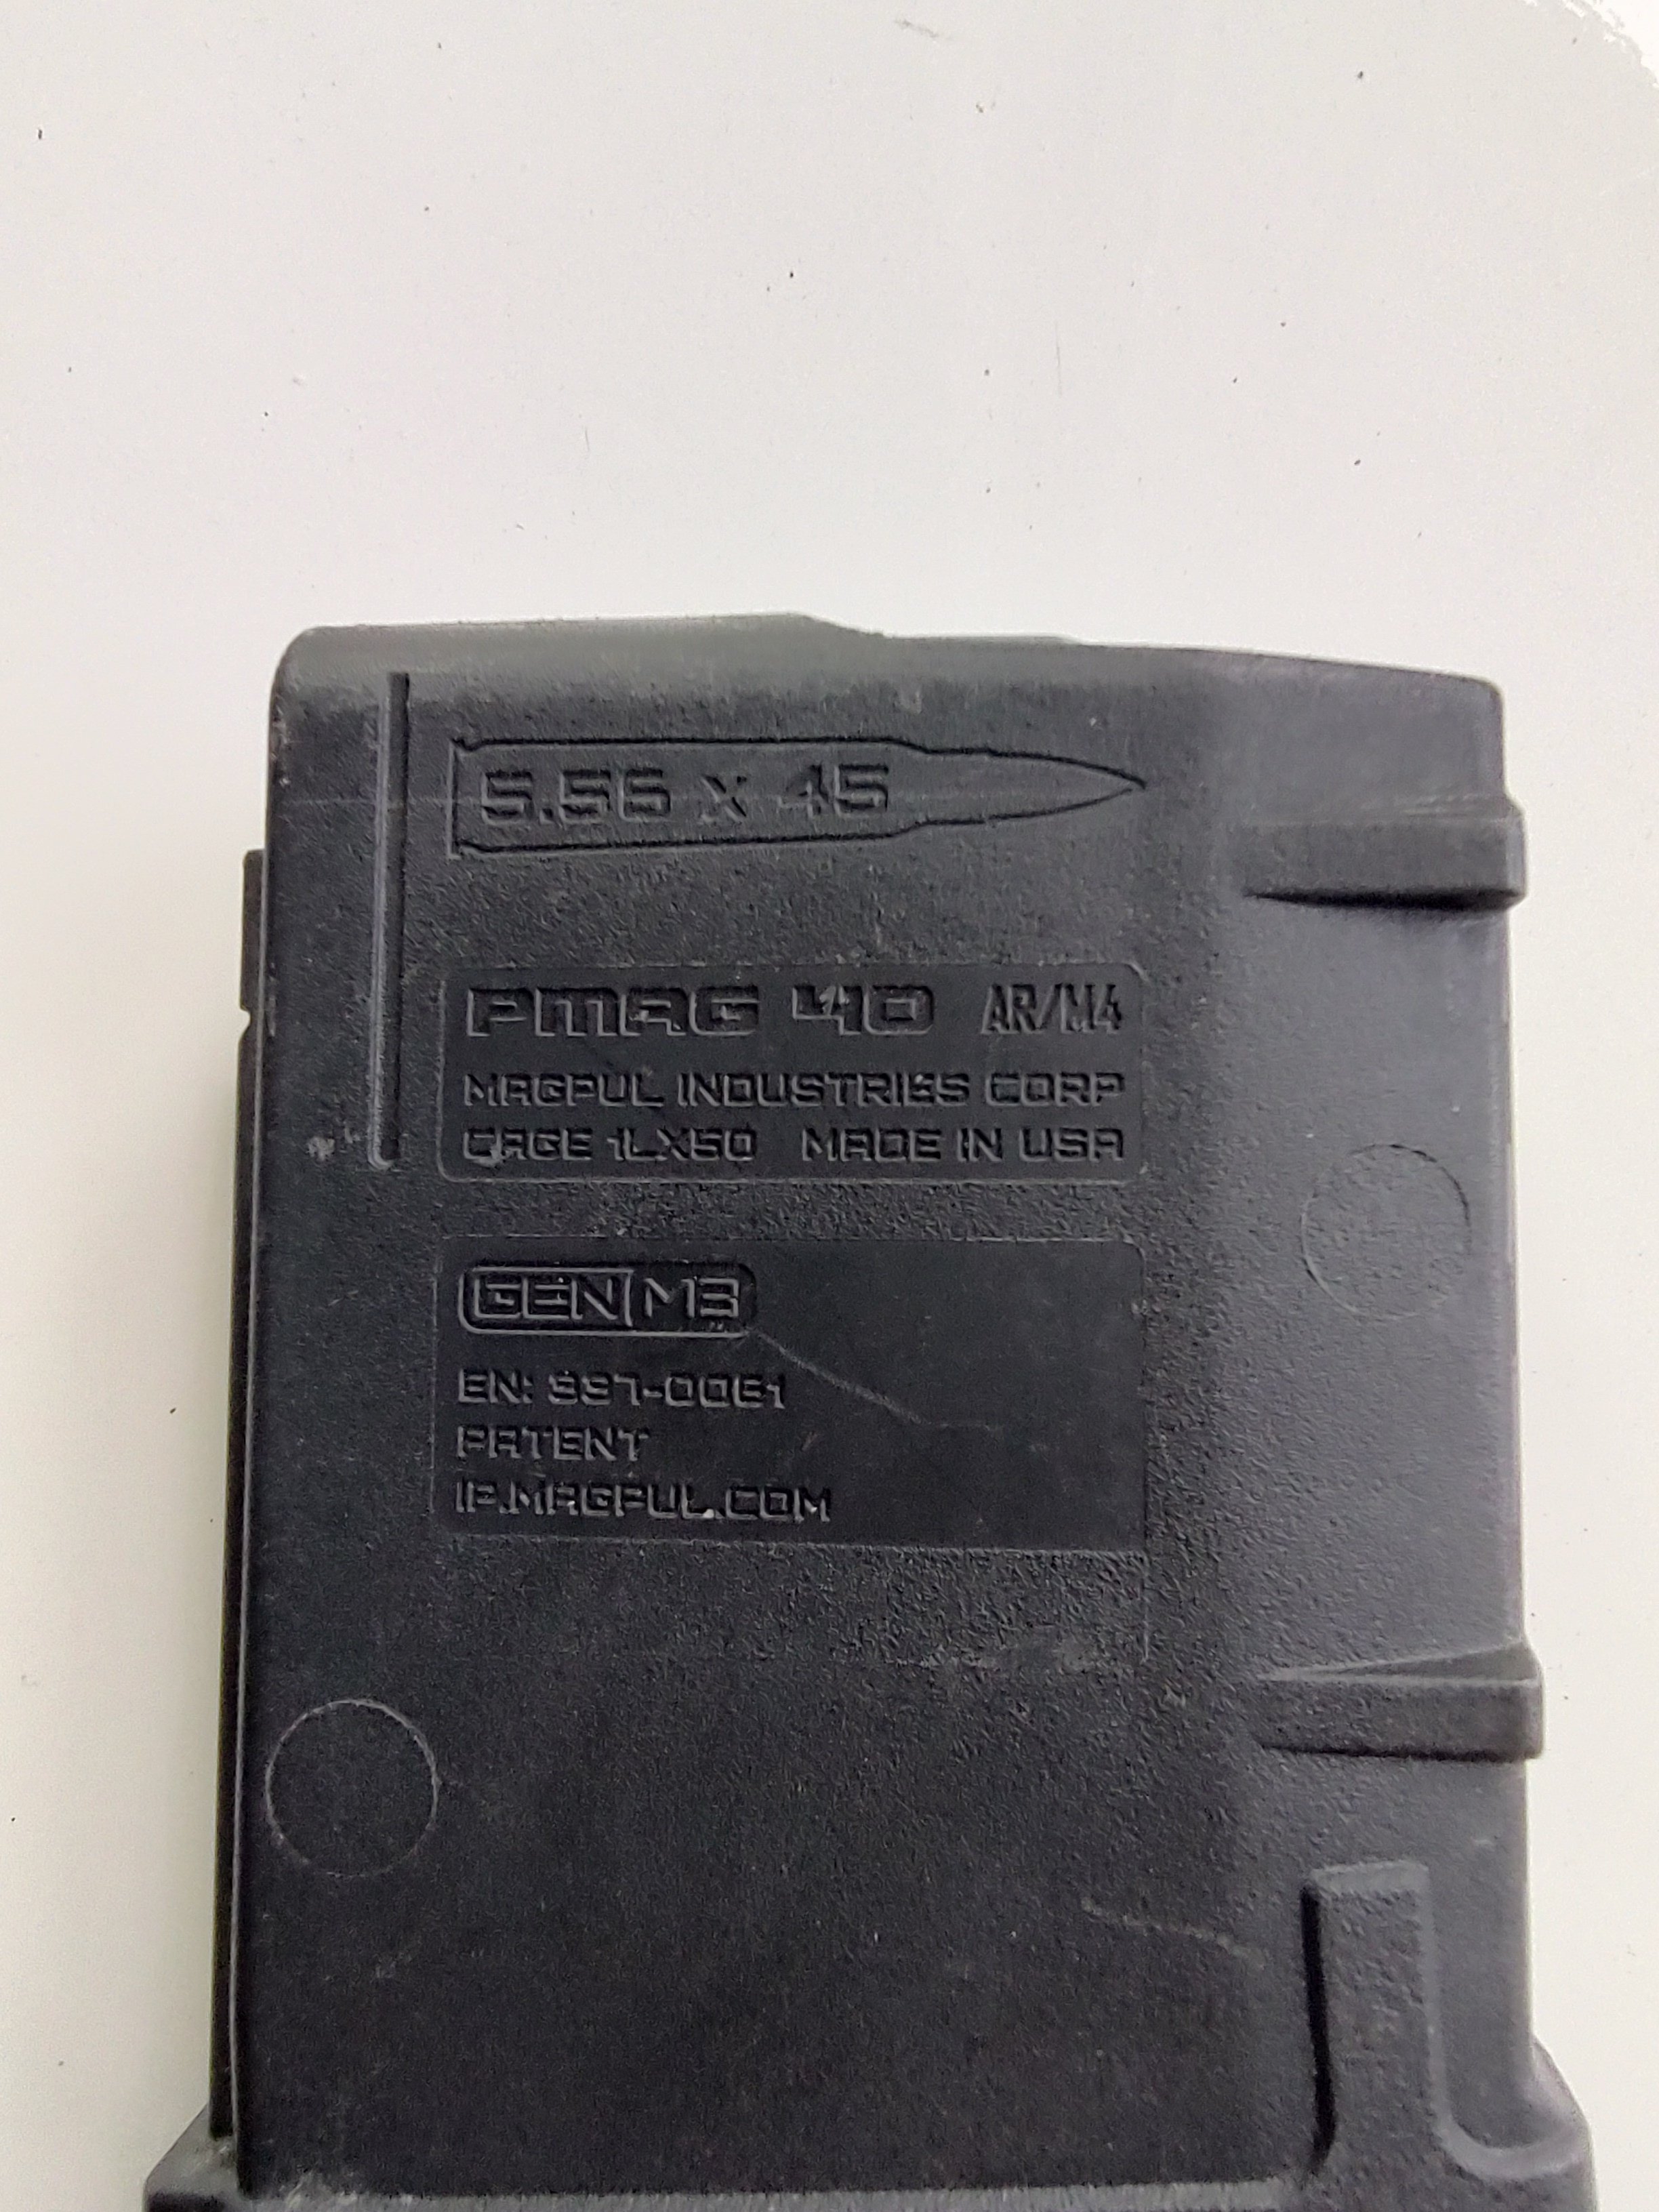 5.56 x 45
PMAG 40 AR/M4
MAGPUL INDUSTRIES CORP
CAGE 1LX50 MADE IN USA
GEN M3
EN: 997-0061
PATENT
IP.MAGPUL.COM